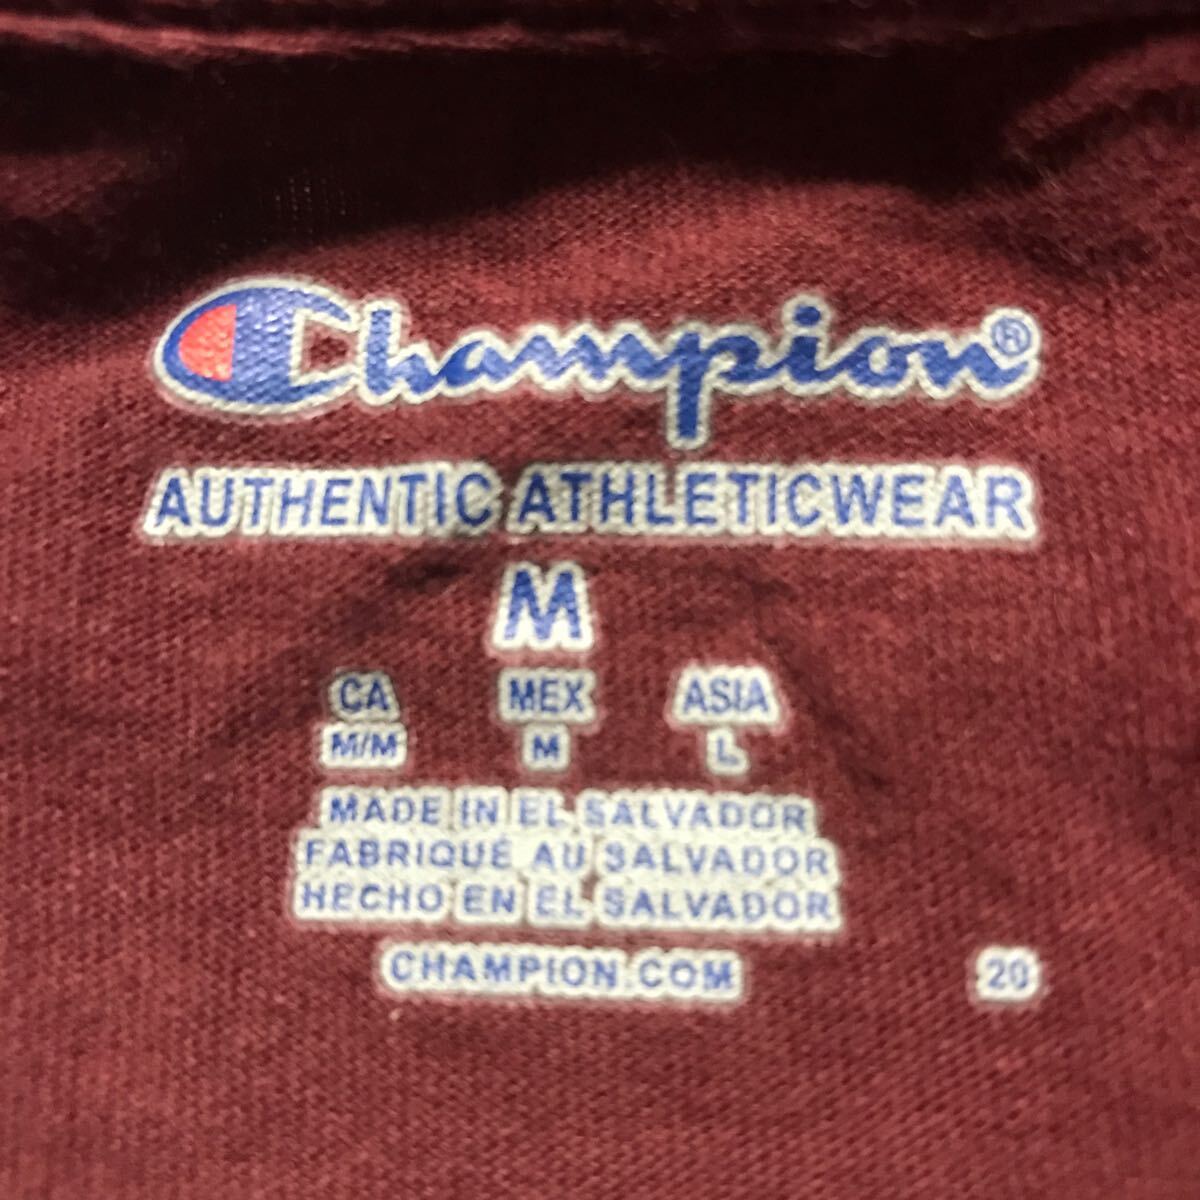 Champion®
AUTHENTIC ATHLETICWEAR
M
CA MEX ASIA
M/M M L
MADE IN EL SALVADOR
FABRIQUÉ AU SALVADOR
HECHO EN EL SALVADOR
CHAMPION.COM 20